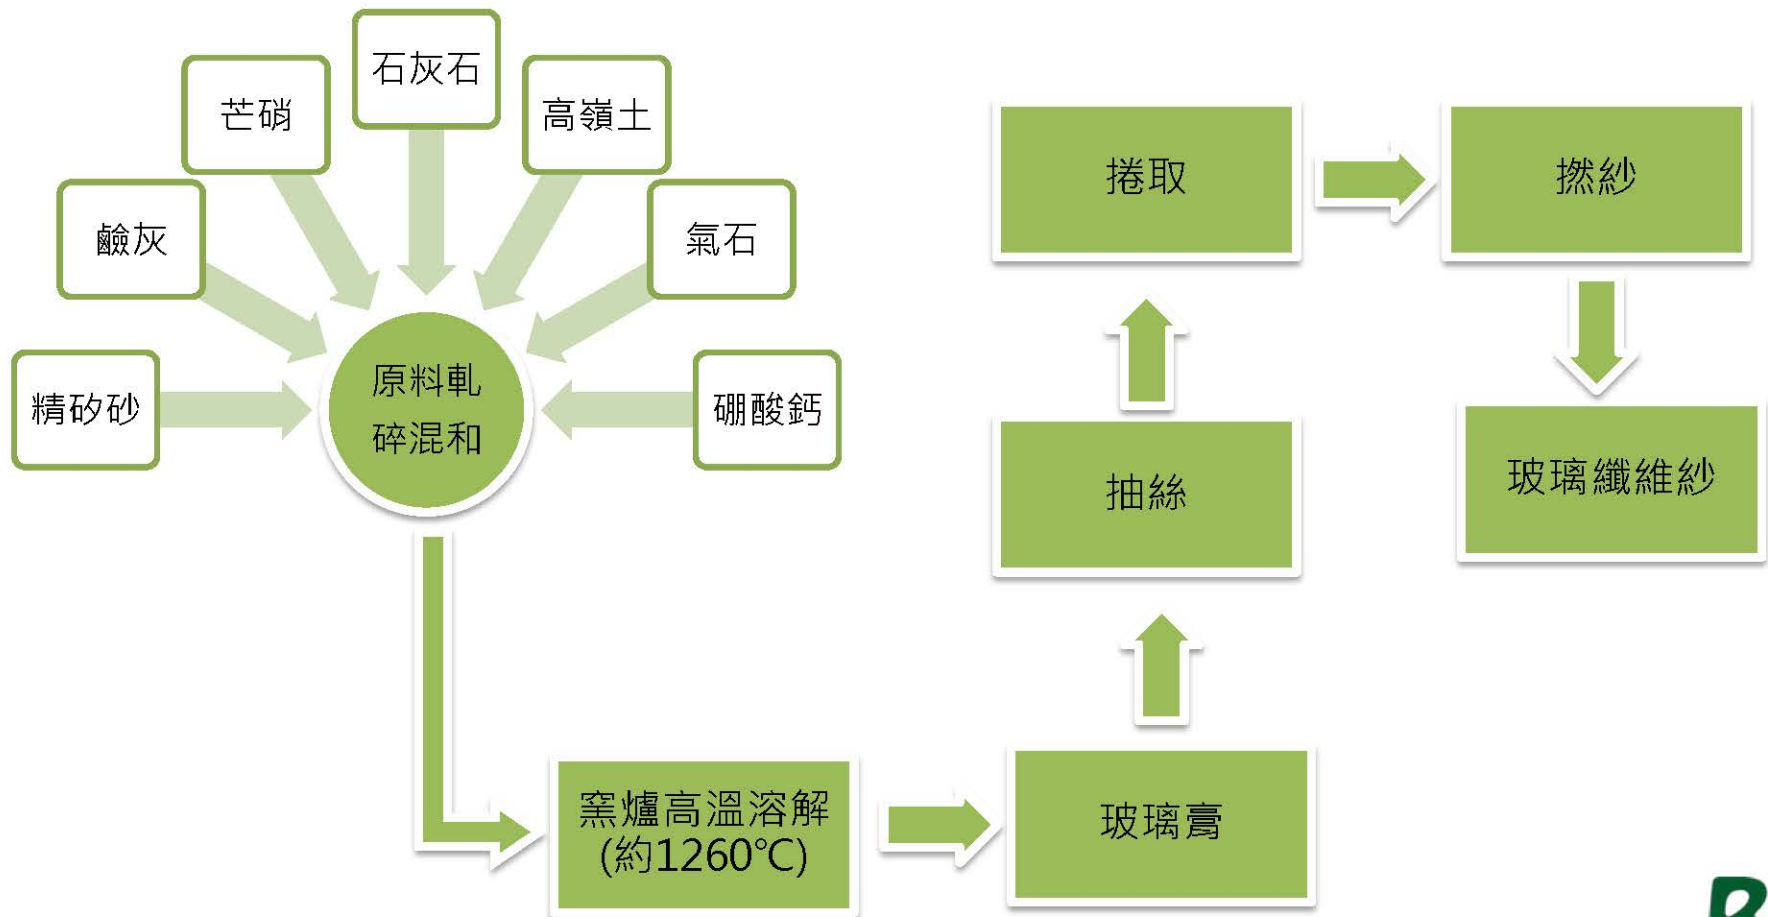 石灰石
芒硝
高嶺土
鹼灰
氣石
精矽砂
硼酸鈣
原料軋
碎混和
窯爐高溫溶解
(約1260℃)
玻璃膏
抽絲
捲取
撚紗
玻璃纖維紗